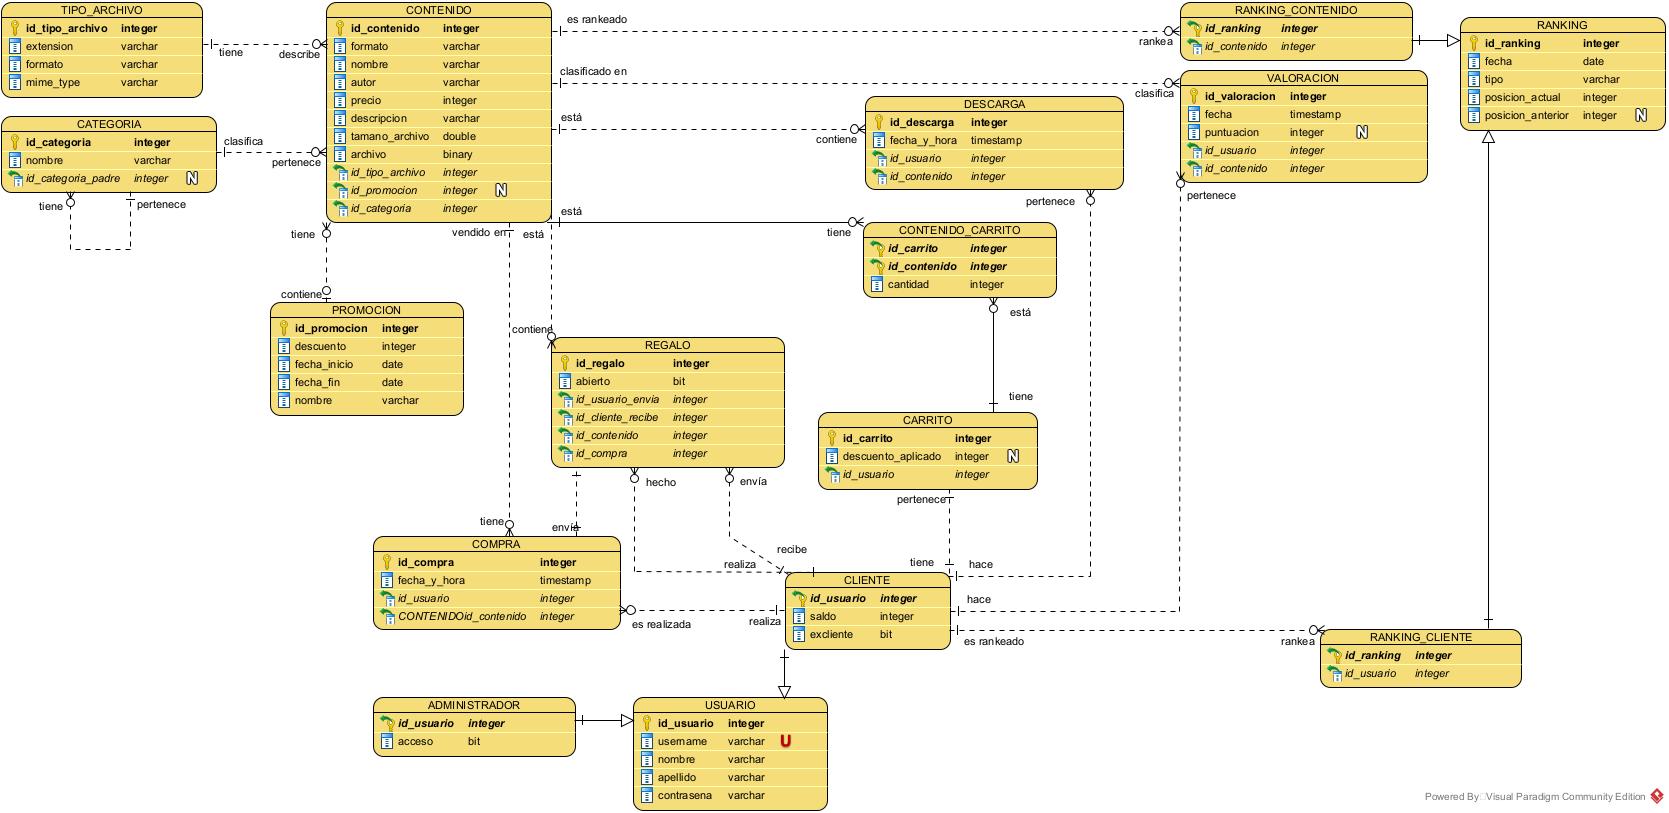 TIPO_ARCHIVO
id_tipo_archivo integer
extension varchar
formato varchar
mime_type varchar
tiene
describe
CATEGORIA
id_categoria integer
nombre varchar
id_categoria_padre integer N
clasifica
pertenece
tiene
pertenece
CONTENIDO
id_contenido integer
formato varchar
nombre varchar
autor varchar
precio integer
descripcion varchar
tamano_archivo double
archivo binary
id_tipo_archivo integer
id_promocion integer N
id_categoria integer
es rankeado
rankea
clasificado en
clasifica
está
contiene
está
tiene
tiene
contiene
vendido en
está
contiene
tiene
RANKING_CONTENIDO
id_ranking integer
id_contenido integer
RANKING
id_ranking integer
fecha date
tipo varchar
posicion_actual integer
posicion_anterior integer N
VALORACION
id_valoracion integer
fecha timestamp
puntuacion integer N
id_usuario integer
id_contenido integer
pertenece
DESCARGA
id_descarga integer
fecha_y_hora timestamp
id_usuario integer
id_contenido integer
pertenece
CONTENIDO_CARRITO
id_carrito integer
id_contenido integer
cantidad integer
está
tiene
PROMOCION
id_promocion integer
descuento integer
fecha_inicio date
fecha_fin date
nombre varchar
REGALO
id_regalo integer
abierto bit
id_usuario_envia integer
id_cliente_recibe integer
id_contenido integer
id_compra integer
hecho
envía
envía
recibe
realiza
CARRITO
id_carrito integer
descuento_aplicado integer N
id_usuario integer
pertenece
tiene
hace
hace
COMPRA
id_compra integer
fecha_y_hora timestamp
id_usuario integer
CONTENIDOid_contenido integer
es realizada
realiza
CLIENTE
id_usuario integer
saldo integer
excliente bit
es rankeado
rankea
RANKING_CLIENTE
id_ranking integer
id_usuario integer
ADMINISTRADOR
id_usuario integer
acceso bit
USUARIO
id_usuario integer
username varchar U
nombre varchar
apellido varchar
contrasena varchar
Powered By Visual Paradigm Community Edition